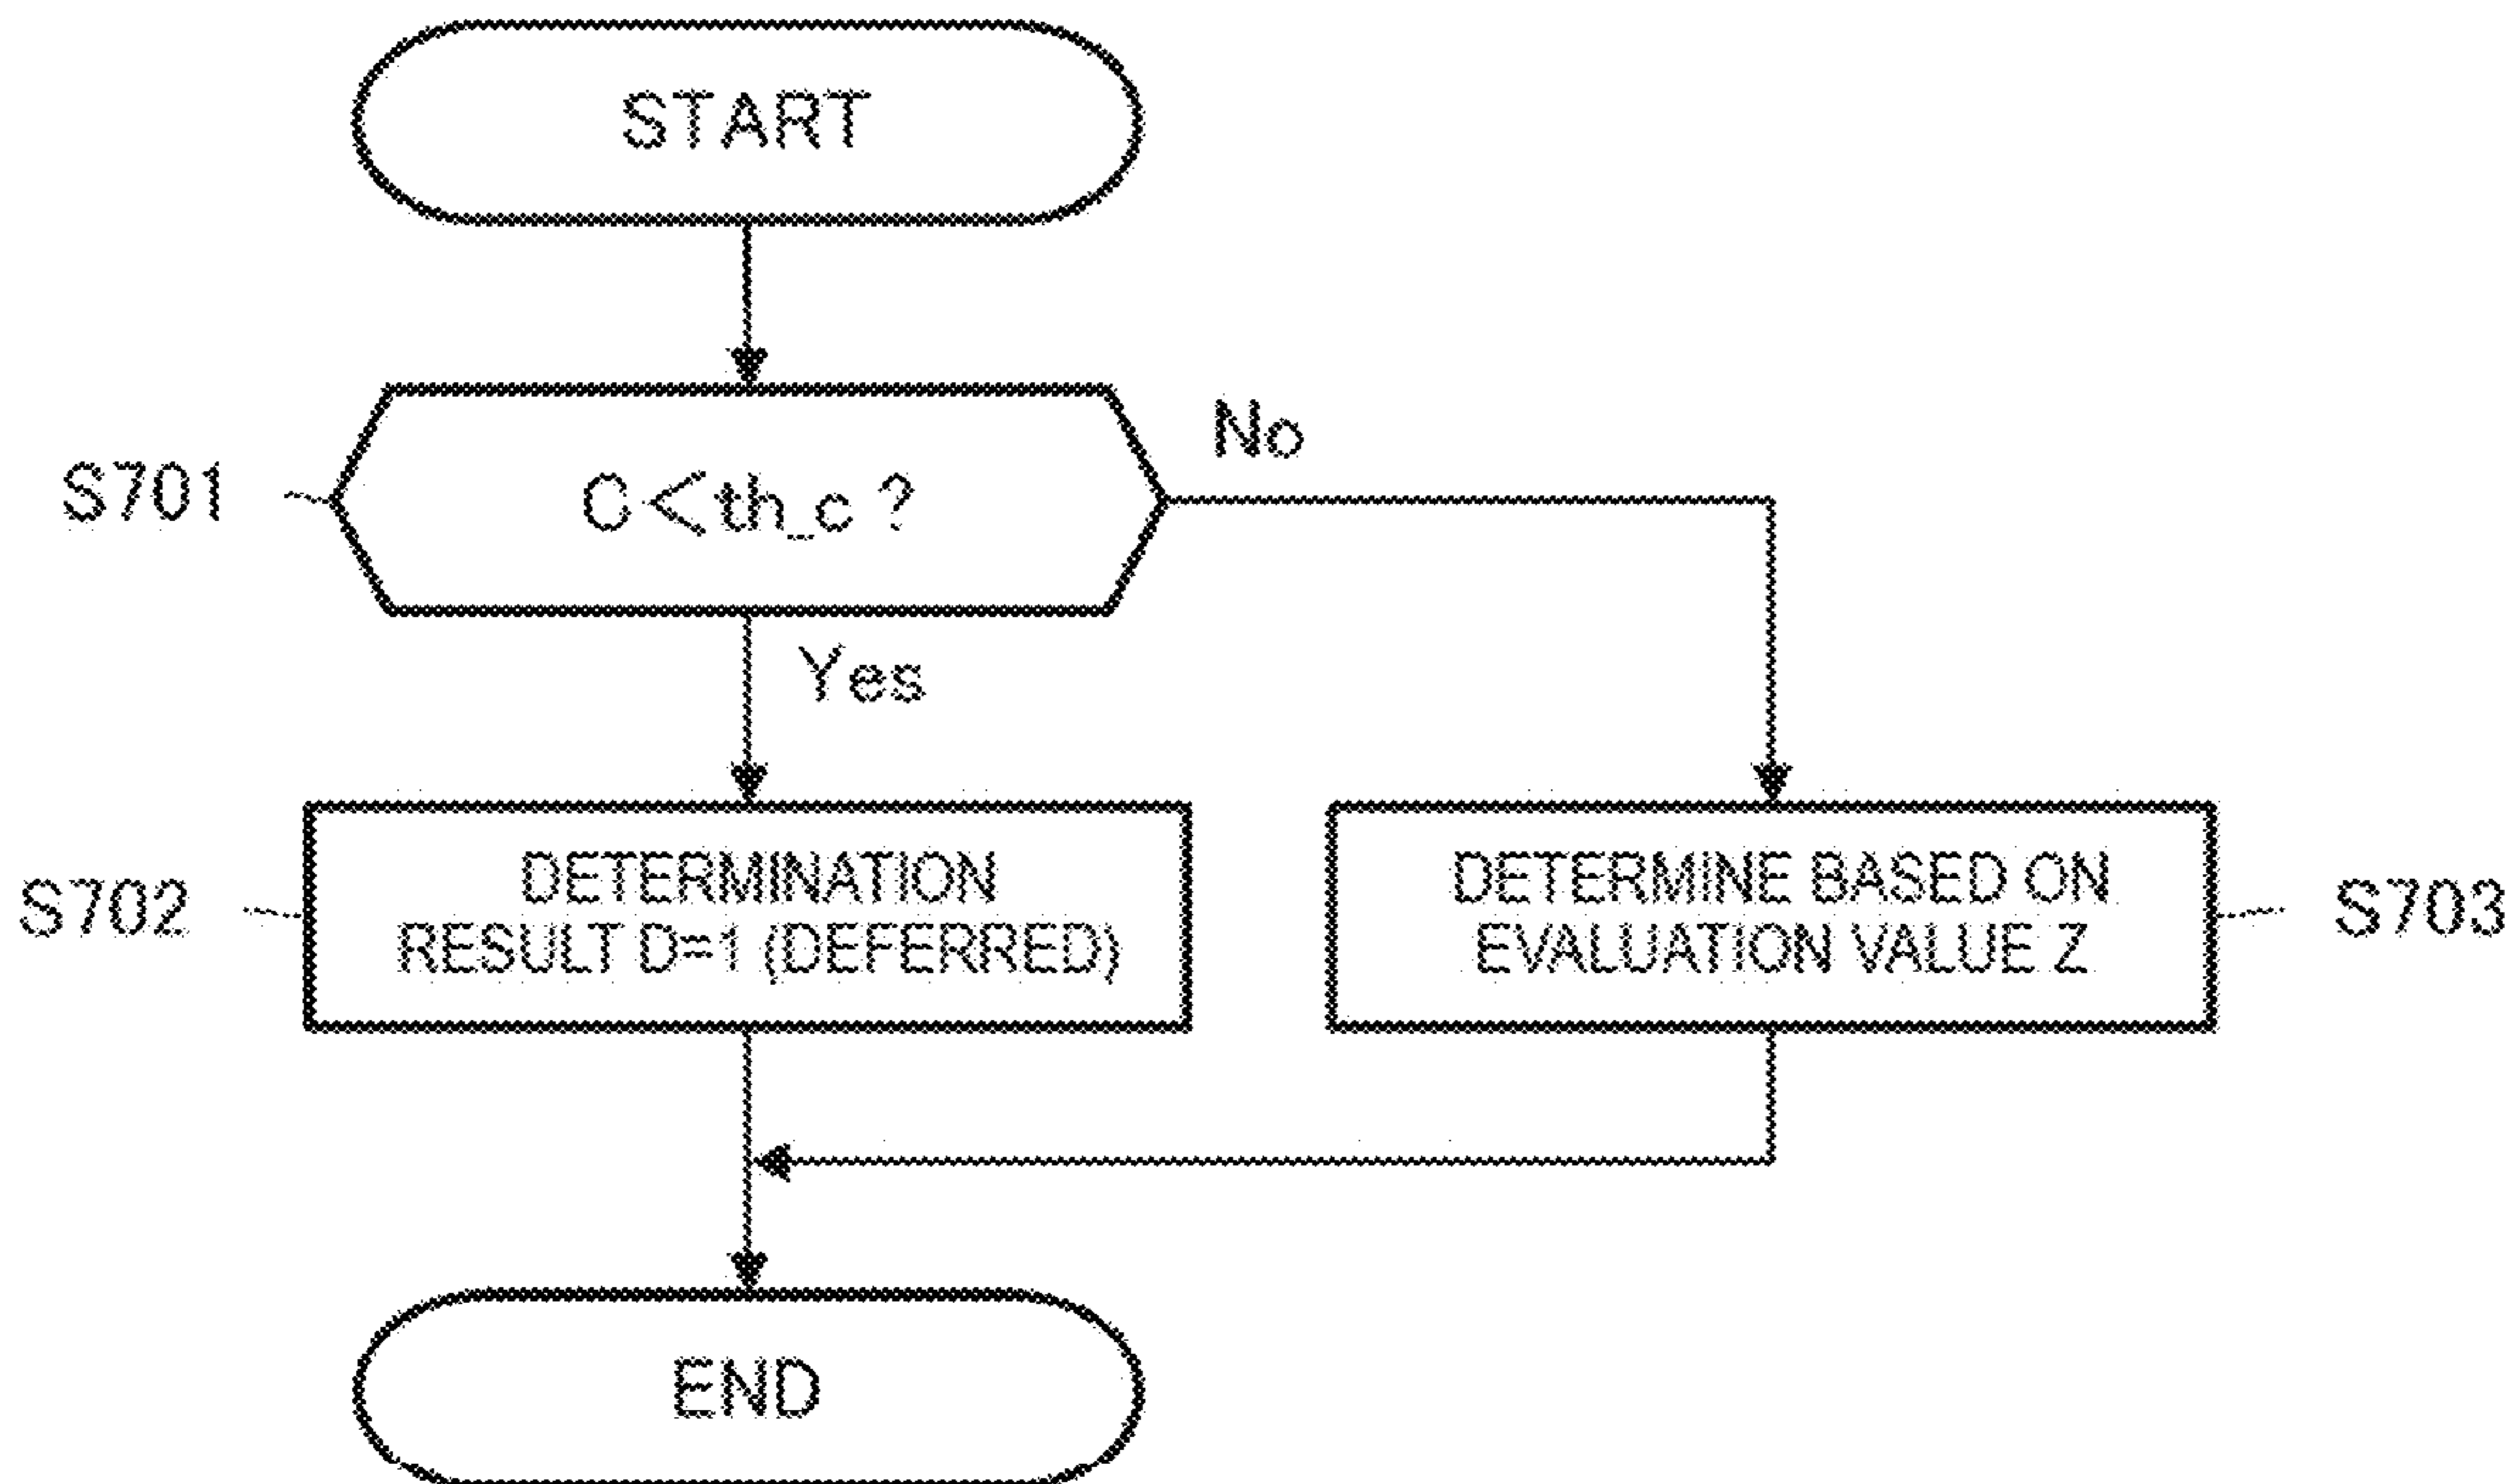 START
S701
C<th_c ?
No
Yes
S702
DETERMINATION
RESULT D=1 (DEFERRED)
DETERMINE BASED ON
EVALUATION VALUE Z
S703
END